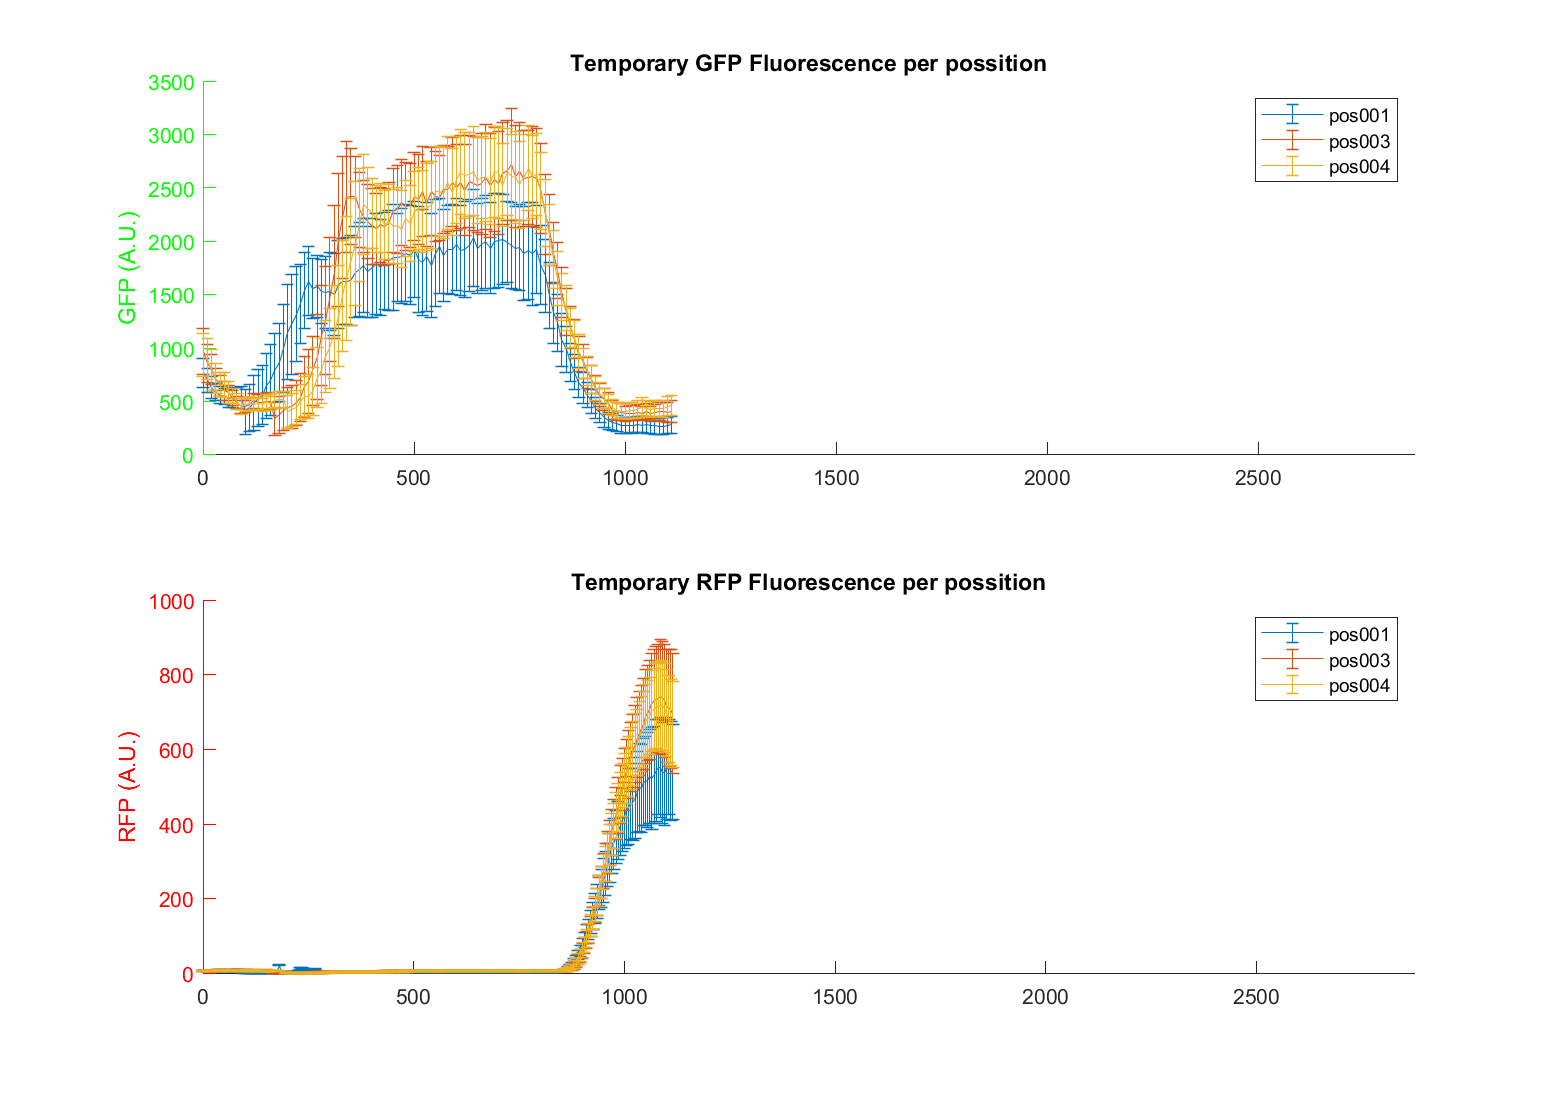 Temporary GFP Fluorescence per possition
3500
3000
2500
2000
1500
1000
500
0
GFP (A.U.)
0 500 1000 1500 2000 2500
pos001
pos003
pos004
Temporary RFP Fluorescence per possition
1000
800
600
400
200
0
RFP (A.U.)
0 500 1000 1500 2000 2500
pos001
pos003
pos004